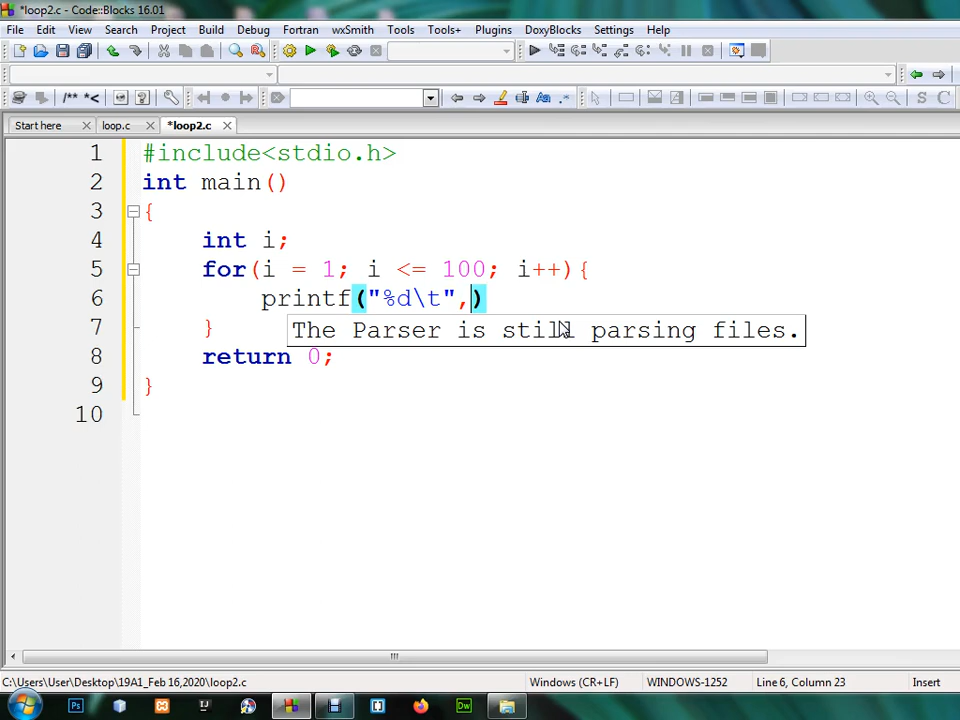 *loop2.c - Code::Blocks 16.01
File Edit View Search Project Build Debug Fortran wxSmith Tools Tools+ Plugins DoxyBlocks Settings Help
/** *<
S C
Start here loop.c *loop2.c
1 #include<stdio.h>
2 int main()
3 {
4 int i;
5 for(i = 1; i <= 100; i++){
6 printf("%d\t",)
7 }
The Parser is still parsing files.
8 return 0;
9 }
10
C:\Users\User\Desktop\19A1_Feb 16,2020\loop2.c Windows (CR+LF) WINDOWS-1252 Line 6, Column 23 Insert
Ps Dw